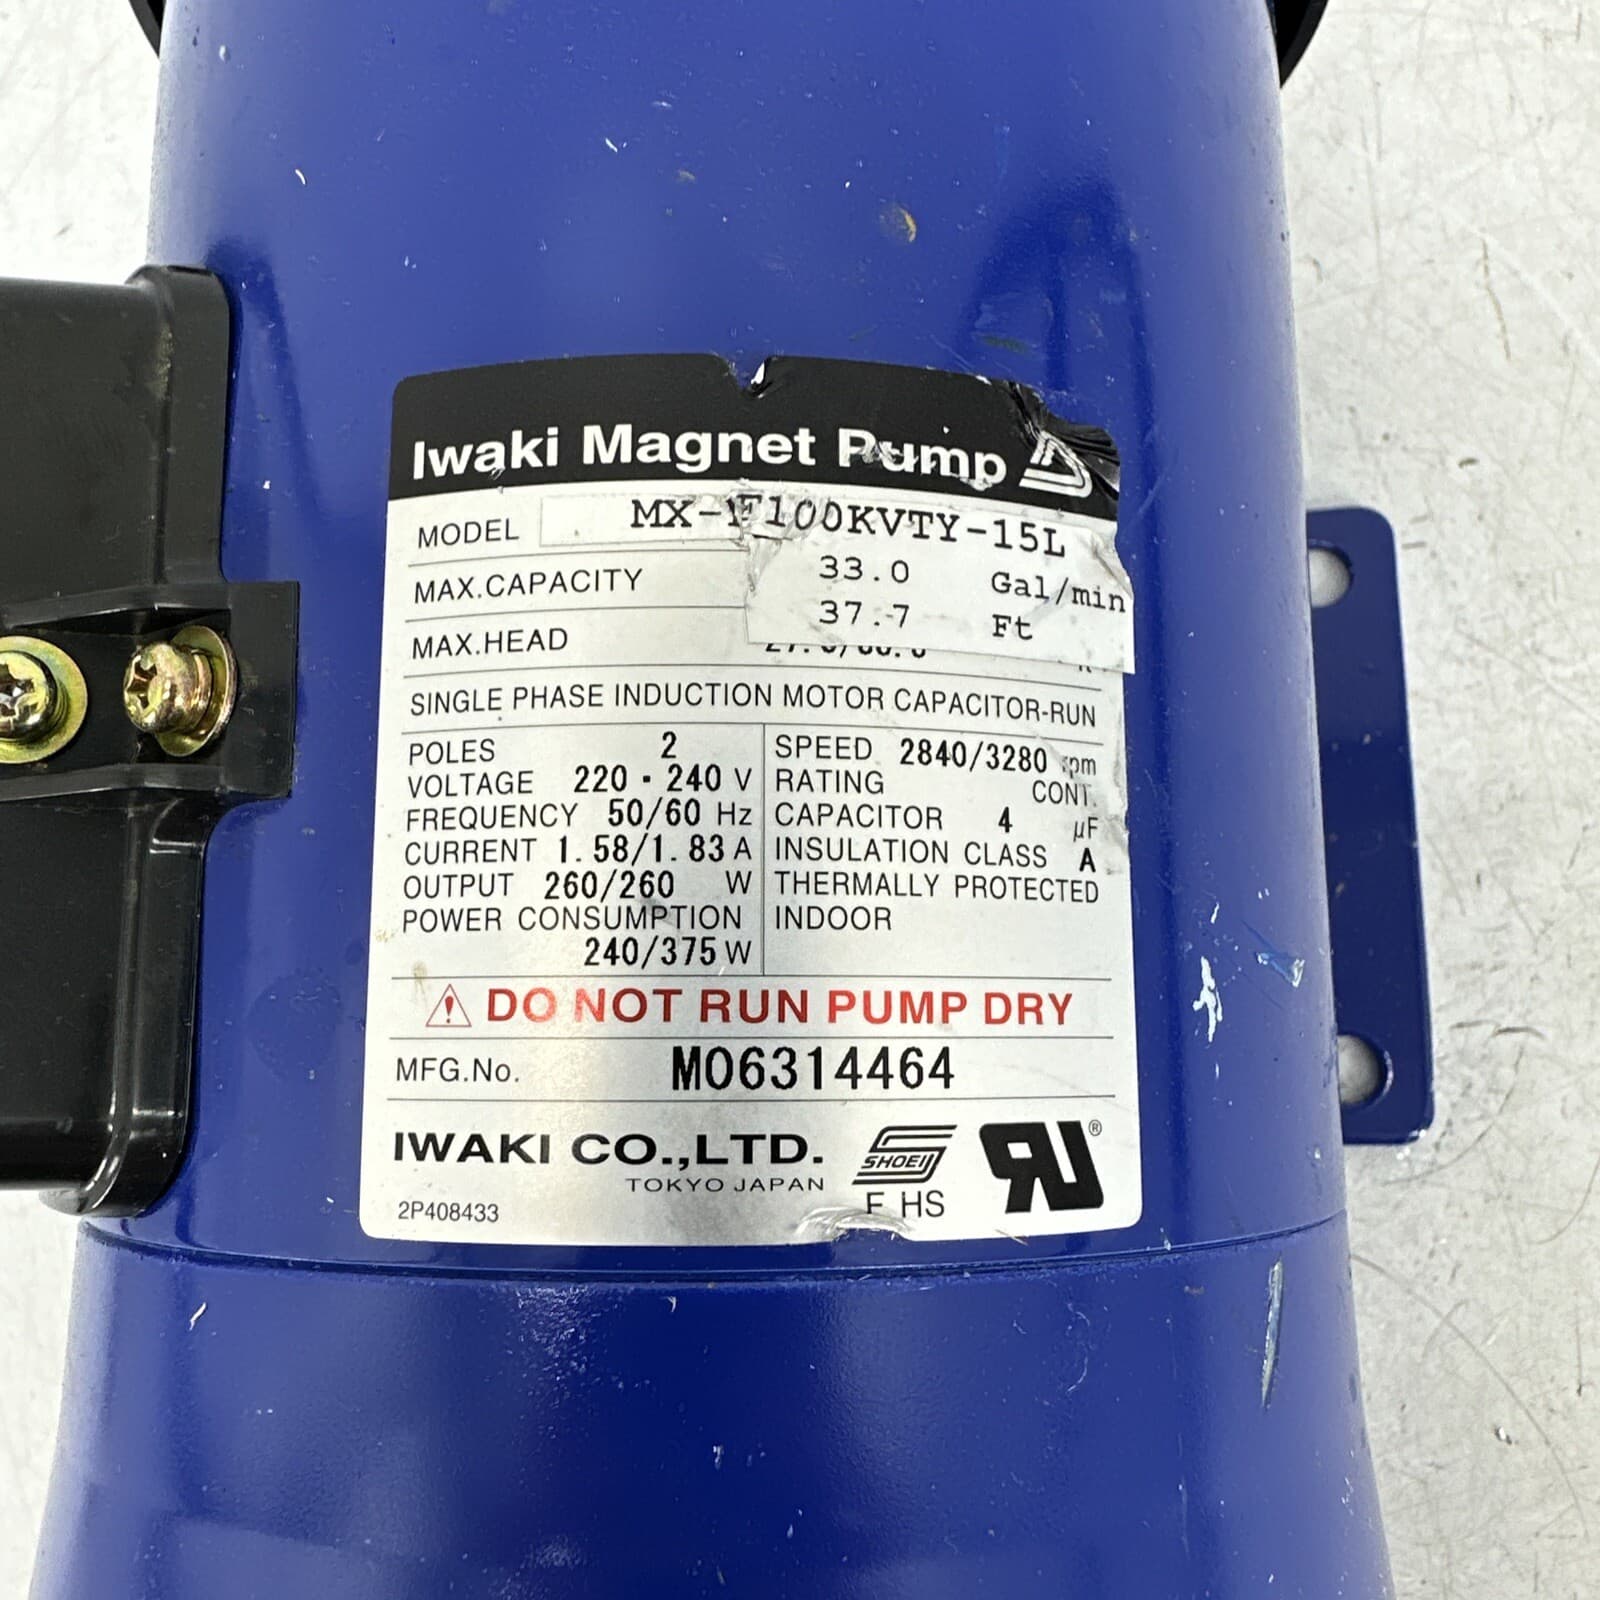 Iwaki Magnet Pump
MODEL MX-F100KVTY-15L
MAX.CAPACITY 33.0 Gal/min
MAX.HEAD 37.7 Ft
SINGLE PHASE INDUCTION MOTOR CAPACITOR-RUN
POLES 2 SPEED 2840/3280 rpm
VOLTAGE 220 · 240 V RATING CONT.
FREQUENCY 50/60 Hz CAPACITOR 4 µF
CURRENT 1.58/1.83 A INSULATION CLASS A
OUTPUT 260/260 W THERMALLY PROTECTED
POWER CONSUMPTION INDOOR
240/375 W
DO NOT RUN PUMP DRY
MFG.No. M06314464
IWAKI CO.,LTD. SHOEI
TOKYO JAPAN
2P408433 F HS